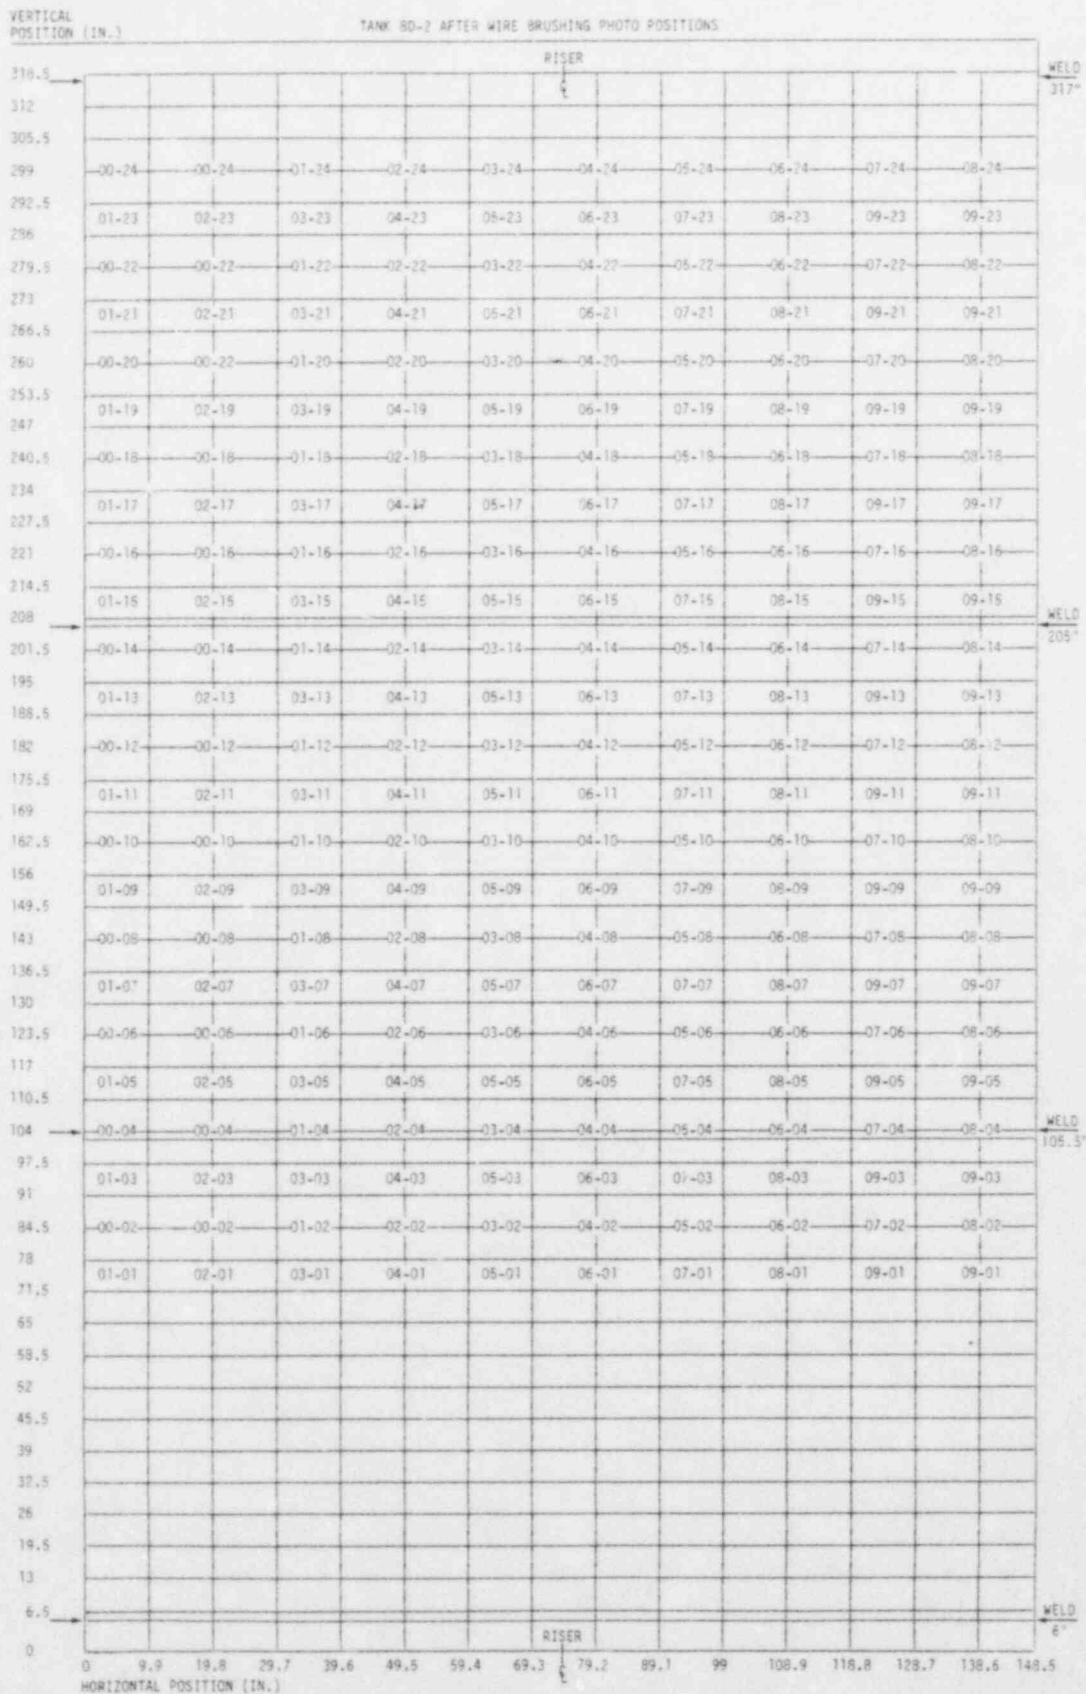 VERTICAL
POSITION (IN.)
TANK 8D-2 AFTER WIRE BRUSHING PHOTO POSITIONS
RISER
318.5
WELD
317"
312
305.5
299 00-24 00-24 01-24 02-24 03-24 04-24 05-24 06-24 07-24 08-24
292.5
01-23 02-23 03-23 04-23 05-23 06-23 07-23 08-23 09-23 09-23
286
279.5 00-22 00-22 01-22 02-22 03-22 04-22 05-22 06-22 07-22 08-22
273
01-21 02-21 03-21 04-21 05-21 06-21 07-21 08-21 09-21 09-21
266.5
260 00-20 00-22 01-20 02-20 03-20 04-20 05-20 06-20 07-20 08-20
253.5
01-19 02-19 03-19 04-19 05-19 06-19 07-19 08-19 09-19 09-19
247
240.5 00-18 00-18 01-18 02-18 03-18 04-18 05-18 06-18 07-18 08-18
234
01-17 02-17 03-17 04-17 05-17 06-17 07-17 08-17 09-17 09-17
227.5
221 00-16 00-16 01-16 02-16 03-16 04-16 05-16 06-16 07-16 08-16
214.5
01-15 02-15 03-15 04-15 05-15 06-15 07-15 08-15 09-15 09-15
208
WELD
205"
201.5 00-14 00-14 01-14 02-14 03-14 04-14 05-14 06-14 07-14 08-14
195
01-13 02-13 03-13 04-13 05-13 06-13 07-13 08-13 09-13 09-13
188.5
182 00-12 00-12 01-12 02-12 03-12 04-12 05-12 06-12 07-12 08-12
175.5
01-11 02-11 03-11 04-11 05-11 06-11 07-11 08-11 09-11 09-11
169
162.5 00-10 00-10 01-10 02-10 03-10 04-10 05-10 06-10 07-10 08-10
156
01-09 02-09 03-09 04-09 05-09 06-09 07-09 08-09 09-09 09-09
149.5
143 00-08 00-08 01-08 02-08 03-08 04-08 05-08 06-08 07-08 08-08
136.5
02-07 03-07 04-07 05-07 06-07 07-07 08-07 09-07 09-07
130
123.5 00-06 00-06 01-06 02-06 03-06 04-06 05-06 06-06 07-06 08-06
117
01-05 02-05 03-05 04-05 05-05 06-05 07-05 08-05 09-05 09-05
110.5
104 00-04 00-04 01-04 02-04 03-04 04-04 05-04 06-04 07-04 08-04
WELD
105.5"
97.5
01-03 02-03 03-03 04-03 05-03 06-03 07-03 08-03 09-03 09-03
91
84.5 00-02 00-02 01-02 02-02 03-02 04-02 05-02 06-02 07-02 08-02
78
01-01 02-01 03-01 04-01 05-01 06-01 07-01 08-01 09-01 09-01
71.5
65
58.5
52
45.5
39
32.5
26
19.5
13
6.5
WELD
6"
RISER
0
0 9.9 19.8 29.7 39.6 49.5 59.4 69.3 79.2 89.1 99 108.9 118.8 128.7 138.6 148.5
HORIZONTAL POSITION (IN.)